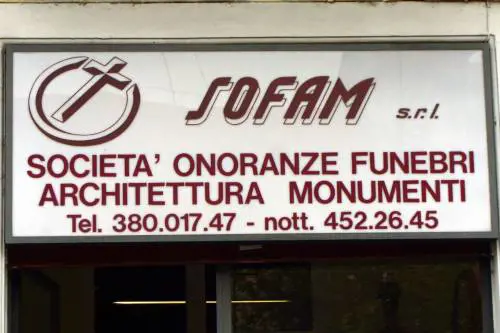 SOFAM s.r.l.
SOCIETA' ONORANZE FUNEBRI
ARCHITETTURA MONUMENTI
Tel. 380.017.47 - nott. 452.26.45